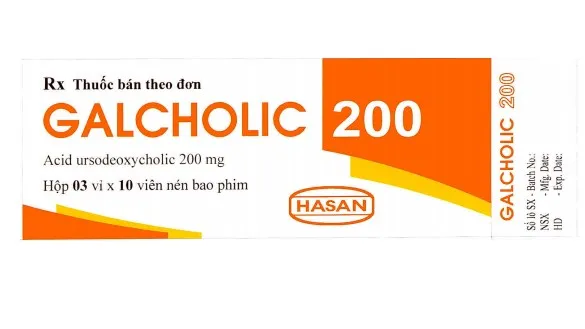 Rx Thuốc bán theo đơn
GALCHOLIC 200
Acid ursodeoxycholic 200 mg
Hộp 03 vỉ x 10 viên nén bao phim
HASAN
GALCHOLIC 200
Số lô SX - Batch No.:
NSX - Mfg. Date:
HD - Exp. Date: